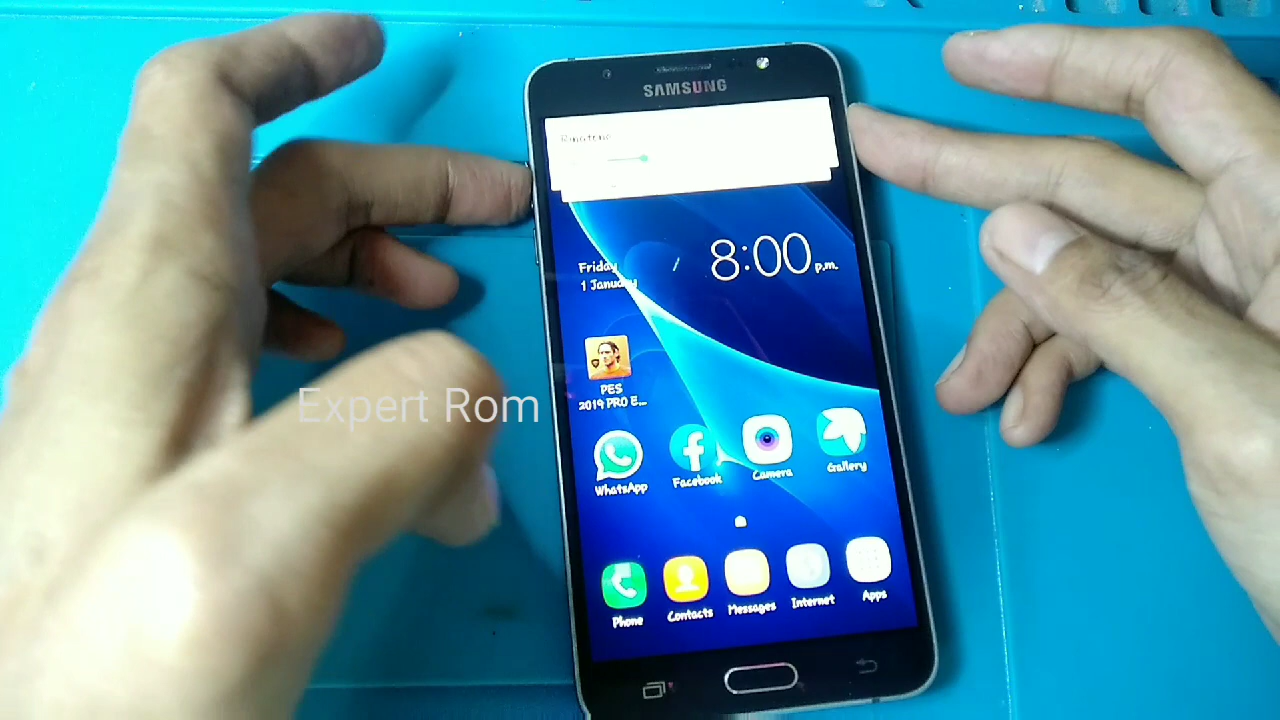 SAMSUNG
Ringtone
8:00 p.m.
Friday
1 January
PES
2019 PRO E...
Expert Rom
WhatsApp
Facebook
Camera
Gallery
Phone
Contacts
Messages
Internet
Apps